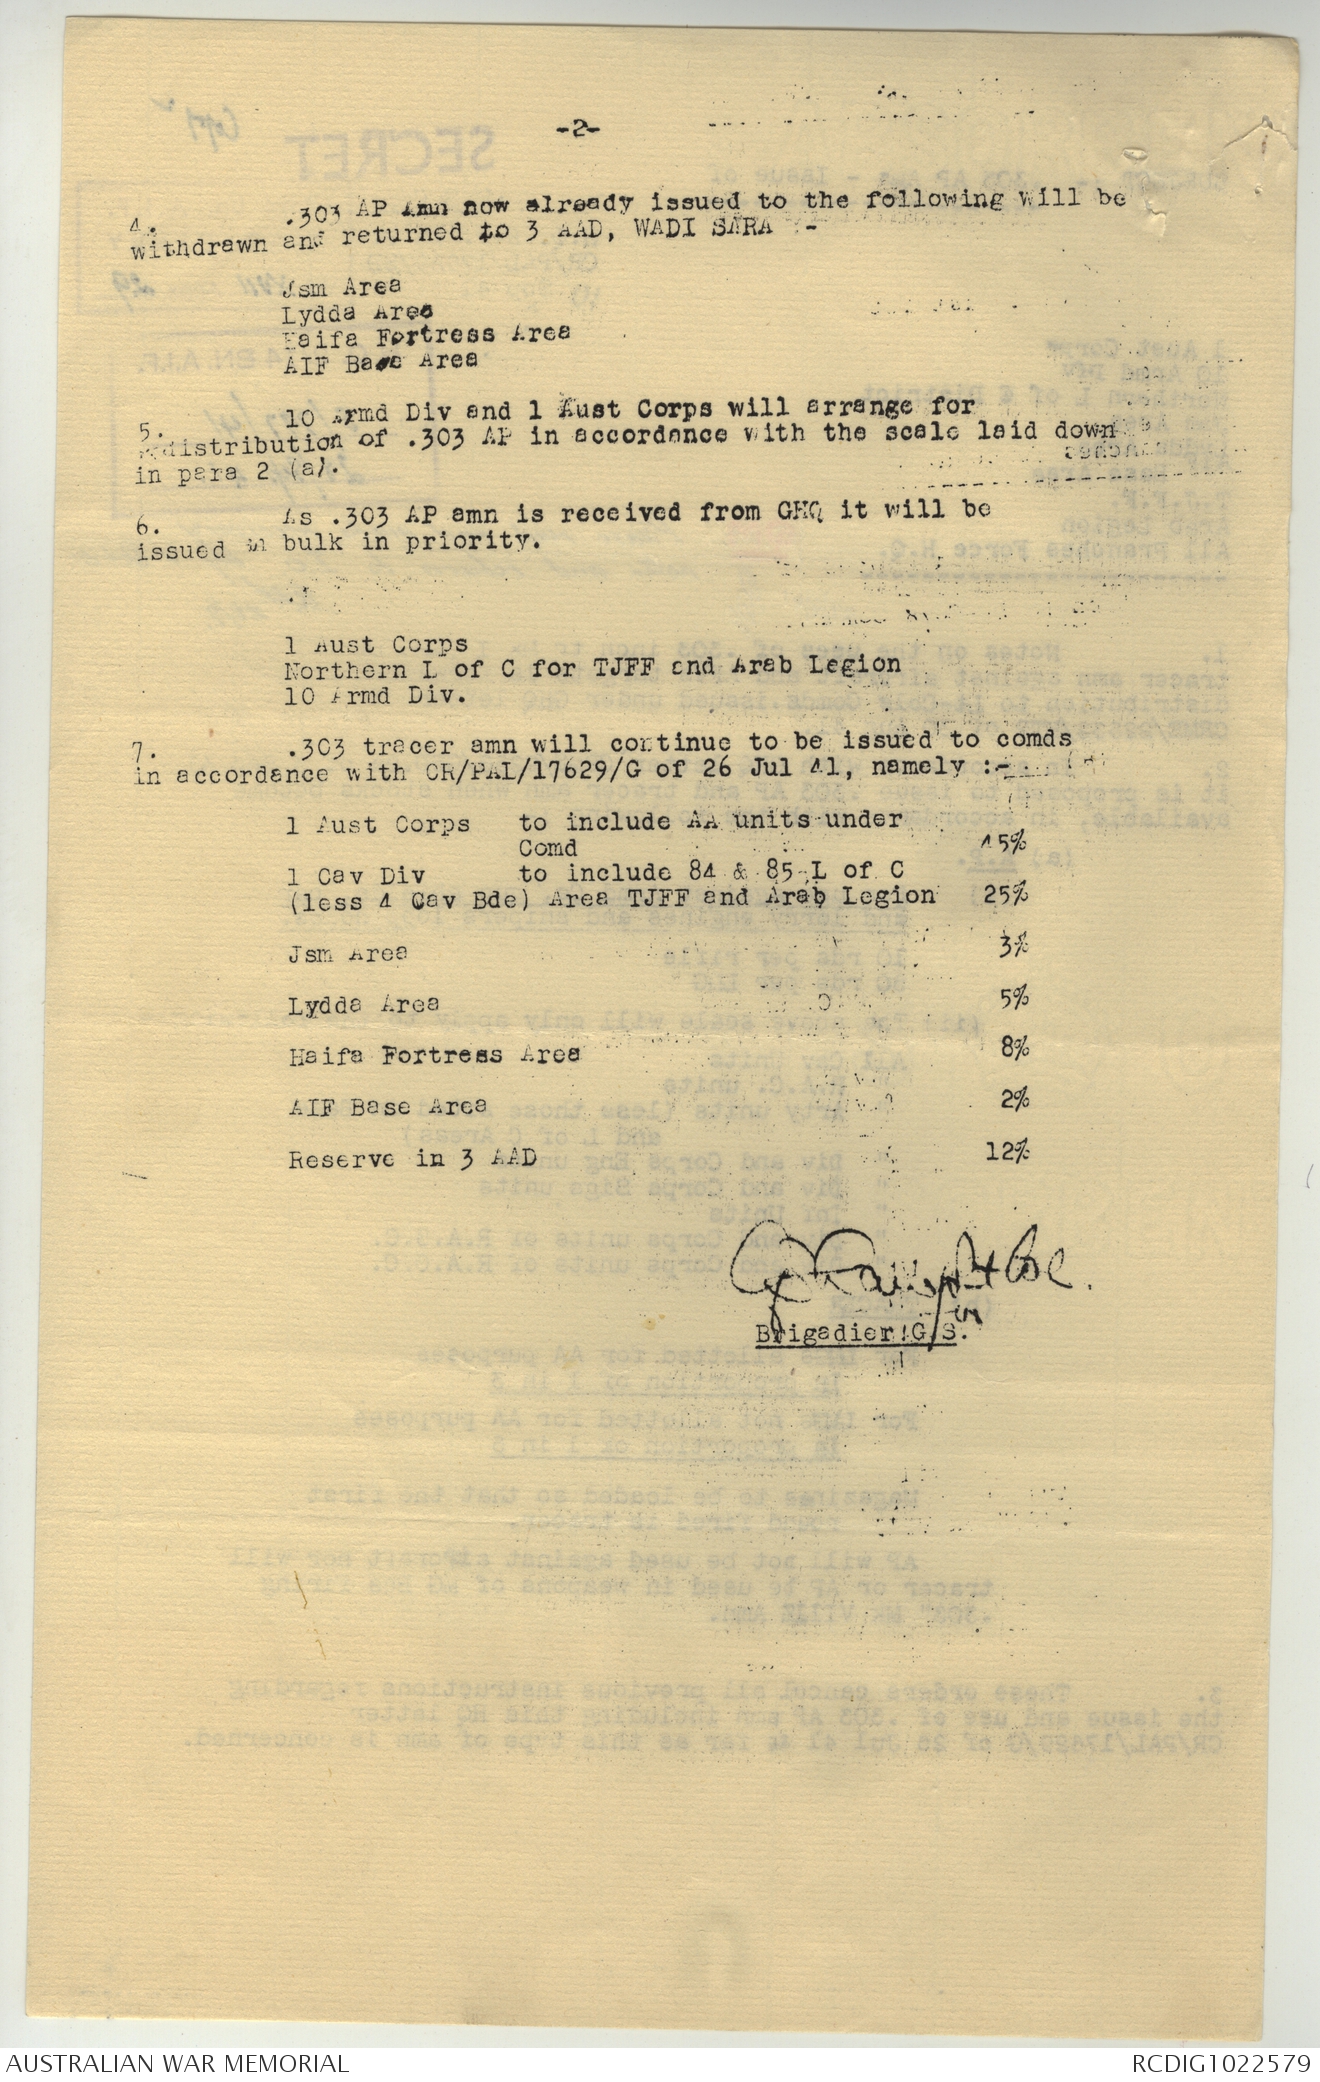 -2-
4. .303 AP Amn now already issued to the following will be
withdrawn and returned to 3 AAD, WADI SARA :-
Jsm Area
Lydda Area
Haifa Fortress Area
AIF Base Area
5. 10 Armd Div and 1 Aust Corps will arrange for
redistribution of .303 AP in accordance with the scale laid down
in para 2 (a).
6. As .303 AP amn is received from GHQ it will be
issued in bulk in priority.
1 Aust Corps
Northern L of C for TJFF and Arab Legion
10 Armd Div.
7. .303 tracer amn will continue to be issued to comds
in accordance with CR/PAL/17629/G of 26 Jul 41, namely :-
1 Aust Corps to include AA units under
Comd 45%
1 Cav Div to include 84 & 85 L of C
(less 4 Cav Bde) Area TJFF and Arab Legion 25%
Jsm Area 3%
Lydda Area 5%
Haifa Fortress Area 8%
AIF Base Area 2%
Reserve in 3 AAD 12%
Brigadier G.S.
AUSTRALIAN WAR MEMORIAL RCDIG1022579